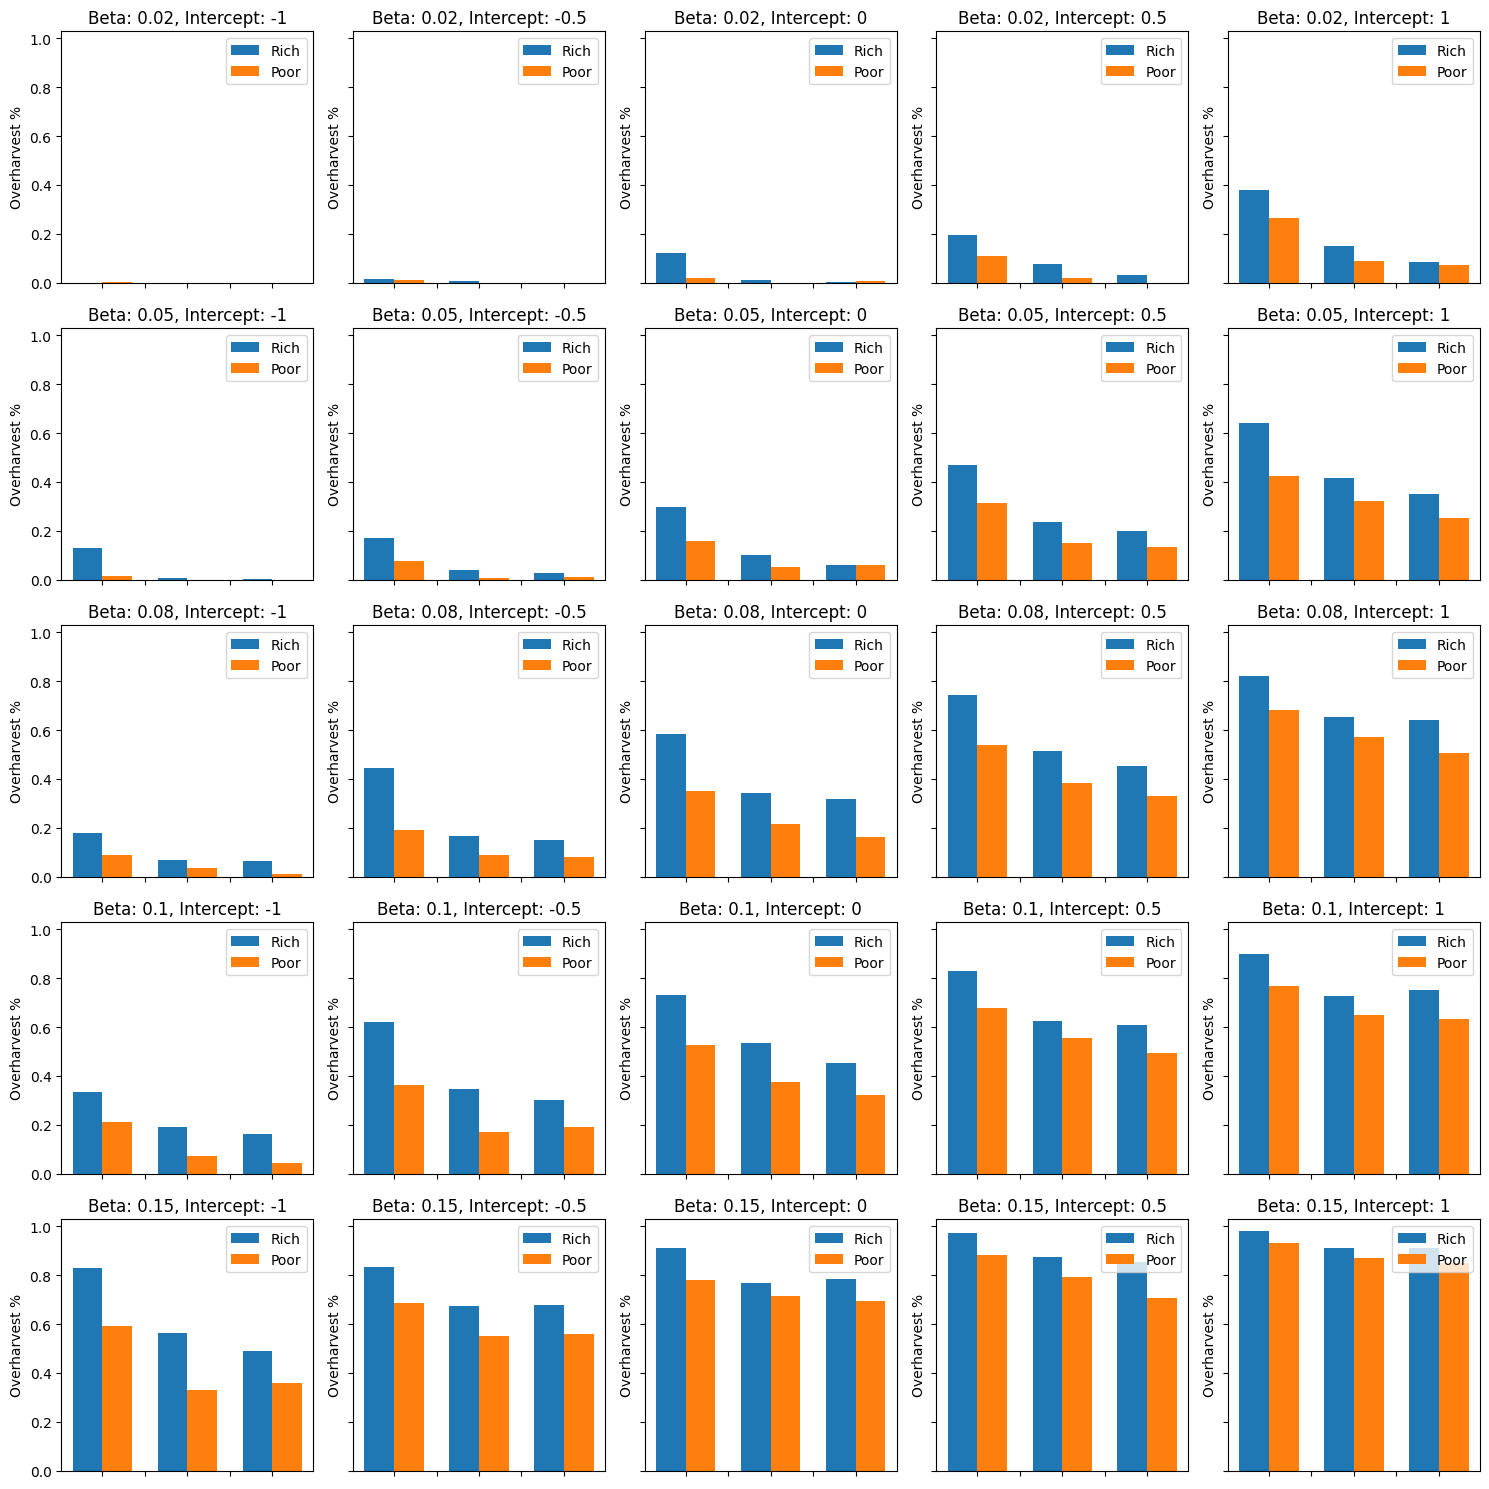 Beta: 0.02, Intercept: -1
Beta: 0.02, Intercept: -0.5
Beta: 0.02, Intercept: 0
Beta: 0.02, Intercept: 0.5
Beta: 0.02, Intercept: 1
Overharvest %
1.0
0.8
0.6
0.4
0.2
0.0
Rich
Poor
Overharvest %
Rich
Poor
Overharvest %
Rich
Poor
Overharvest %
Rich
Poor
Overharvest %
Rich
Poor
Beta: 0.05, Intercept: -1
Beta: 0.05, Intercept: -0.5
Beta: 0.05, Intercept: 0
Beta: 0.05, Intercept: 0.5
Beta: 0.05, Intercept: 1
Overharvest %
1.0
0.8
0.6
0.4
0.2
0.0
Rich
Poor
Overharvest %
Rich
Poor
Overharvest %
Rich
Poor
Overharvest %
Rich
Poor
Overharvest %
Rich
Poor
Beta: 0.08, Intercept: -1
Beta: 0.08, Intercept: -0.5
Beta: 0.08, Intercept: 0
Beta: 0.08, Intercept: 0.5
Beta: 0.08, Intercept: 1
Overharvest %
1.0
0.8
0.6
0.4
0.2
0.0
Rich
Poor
Overharvest %
Rich
Poor
Overharvest %
Rich
Poor
Overharvest %
Rich
Poor
Overharvest %
Rich
Poor
Beta: 0.1, Intercept: -1
Beta: 0.1, Intercept: -0.5
Beta: 0.1, Intercept: 0
Beta: 0.1, Intercept: 0.5
Beta: 0.1, Intercept: 1
Overharvest %
1.0
0.8
0.6
0.4
0.2
0.0
Rich
Poor
Overharvest %
Rich
Poor
Overharvest %
Rich
Poor
Overharvest %
Rich
Poor
Overharvest %
Rich
Poor
Beta: 0.15, Intercept: -1
Beta: 0.15, Intercept: -0.5
Beta: 0.15, Intercept: 0
Beta: 0.15, Intercept: 0.5
Beta: 0.15, Intercept: 1
Overharvest %
1.0
0.8
0.6
0.4
0.2
0.0
Rich
Poor
Overharvest %
Rich
Poor
Overharvest %
Rich
Poor
Overharvest %
Rich
Poor
Overharvest %
Rich
Poor